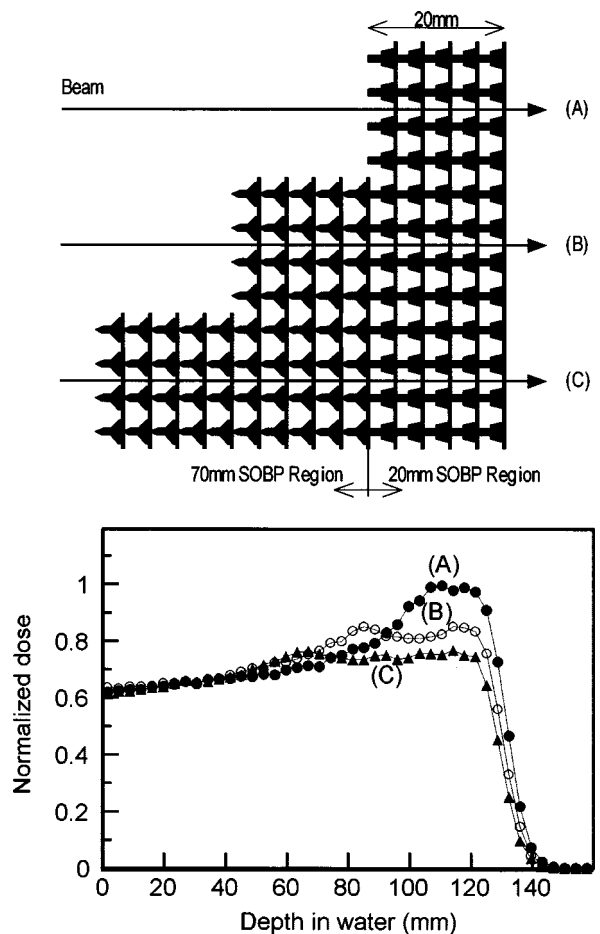 20mm
Beam
(A)
(B)
(C)
70mm SOBP Region
20mm SOBP Region
Normalized dose
1
0.8
0.6
0.4
0.2
0
(A)
(B)
(C)
0 20 40 60 80 100 120 140
Depth in water (mm)